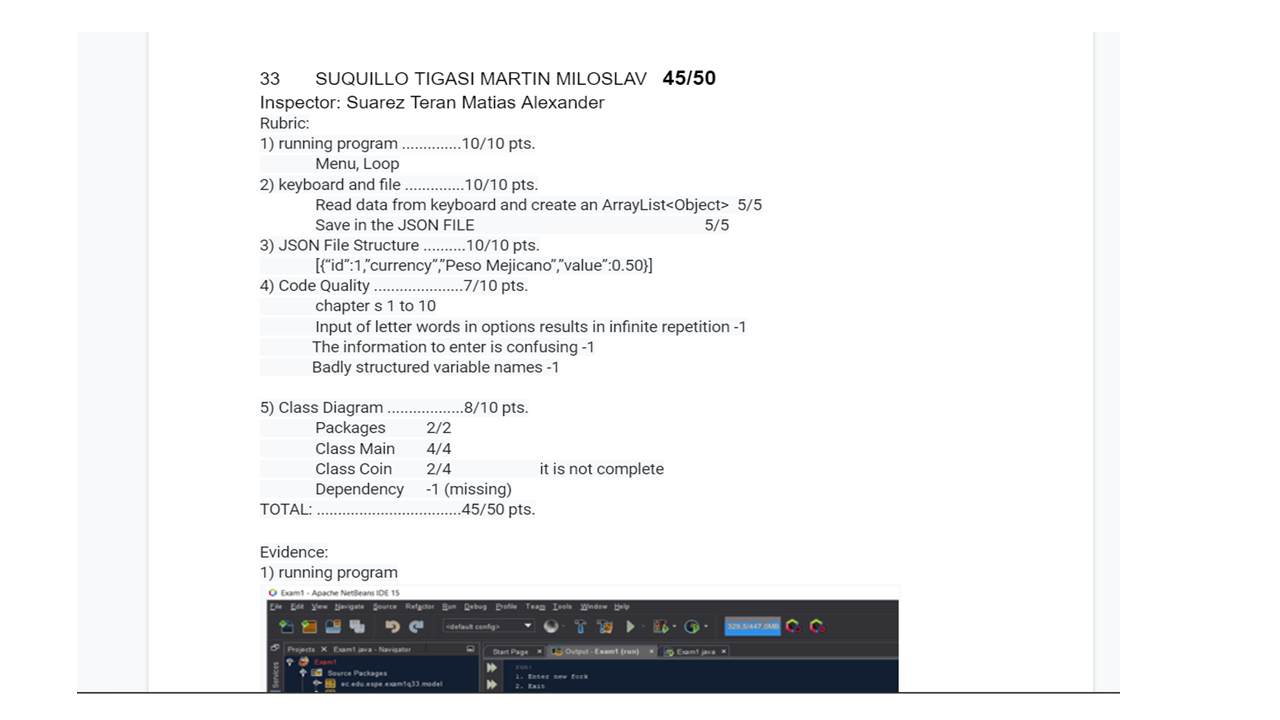 33 SUQUILLO TIGASI MARTIN MILOSLAV 45/50
Inspector: Suarez Teran Matias Alexander
Rubric:
1) running program ..............10/10 pts.
Menu, Loop
2) keyboard and file ..............10/10 pts.
Read data from keyboard and create an ArrayList<Object> 5/5
Save in the JSON FILE 5/5
3) JSON File Structure ..........10/10 pts.
[{“id”:1,”currency”,”Peso Mejicano”,”value”:0.50}]
4) Code Quality .....................7/10 pts.
chapter s 1 to 10
Input of letter words in options results in infinite repetition -1
The information to enter is confusing -1
Badly structured variable names -1
5) Class Diagram ..................8/10 pts.
Packages 2/2
Class Main 4/4
Class Coin 2/4 it is not complete
Dependency -1 (missing)
TOTAL: ..................................45/50 pts.
Evidence:
1) running program
Exam1 - Apache NetBeans IDE 15
File Edit View Navigate Source Refactor Run Debug Profile Team Tools Window Help
<default config> 329,5/447,0MB
Projects X Exam1.java - Navigator Start Page X Output - Exam1 (run) X Exam1.java X
Services
Exam1 run:
Source Packages 1. Enter new fork
ec.edu.espe.exam1q33.model 2. Exit